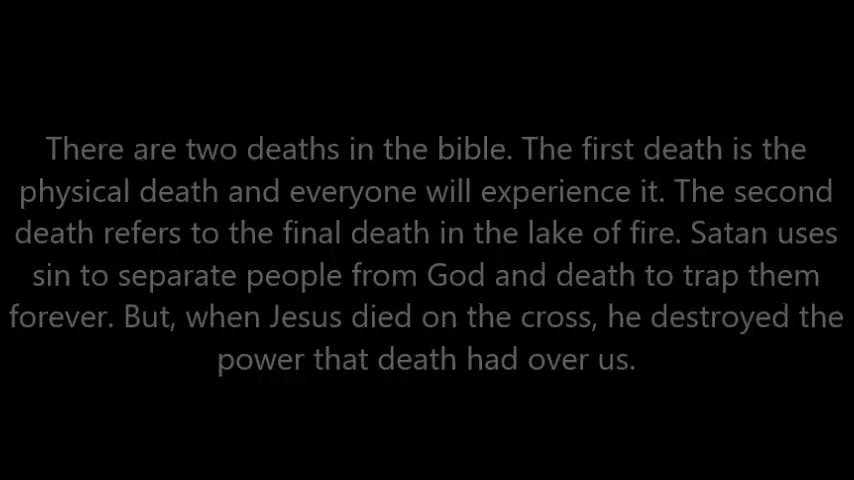 There are two deaths in the bible. The first death is the
physical death and everyone will experience it. The second
death refers to the final death in the lake of fire. Satan uses
sin to separate people from God and death to trap them
forever. But, when Jesus died on the cross, he destroyed the
power that death had over us.